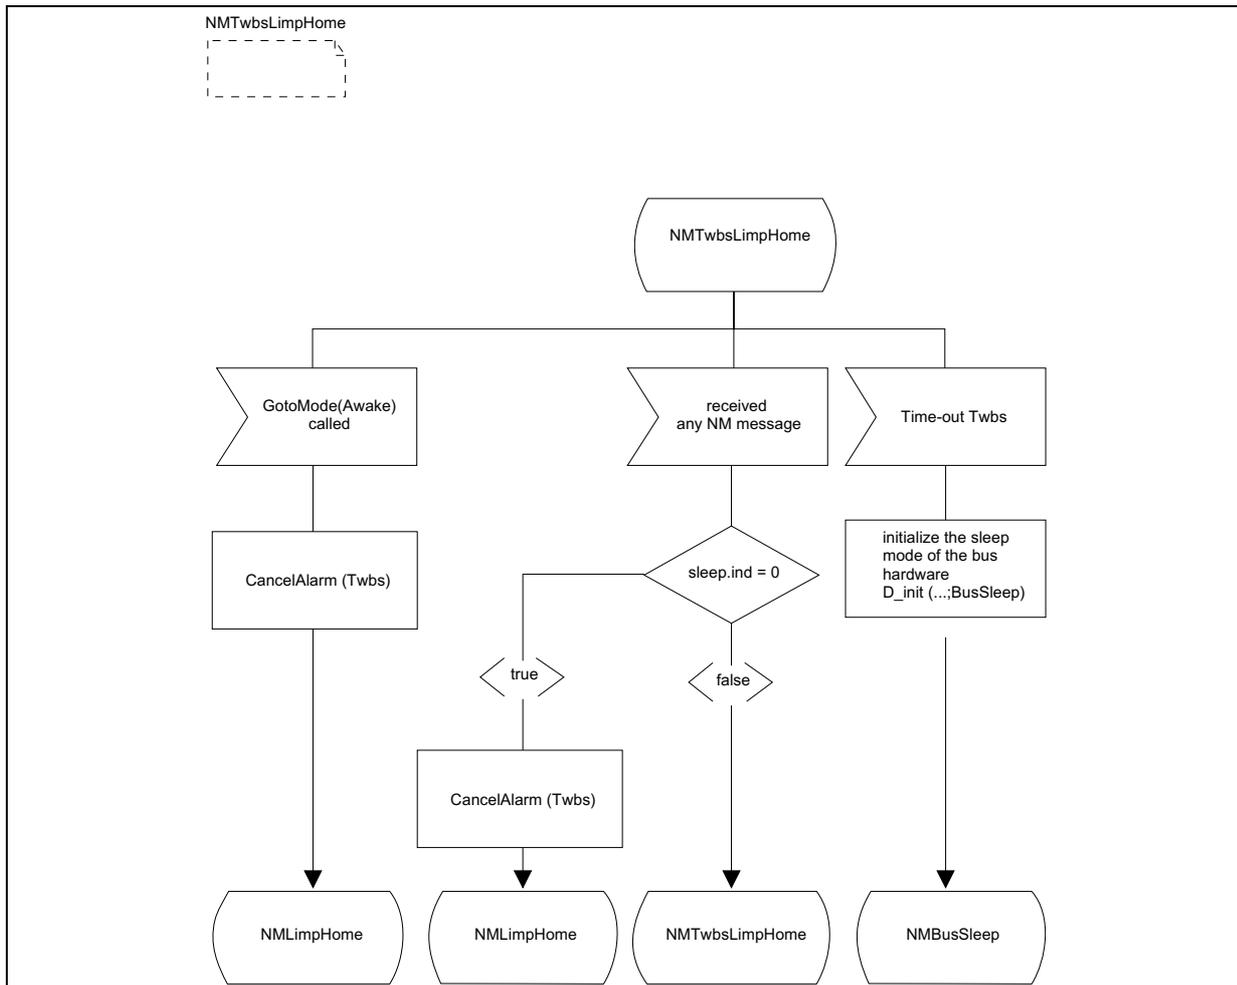 NMTwbsLimpHome
NMTwbsLimpHome
GotoMode(Awake)
called
received
any NM message
Time-out Twbs
CancelAlarm (Twbs)
sleep.ind = 0
initialize the sleep
mode of the bus
hardware
D_init (...;BusSleep)
true
false
CancelAlarm (Twbs)
NMLimpHome
NMLimpHome
NMTwbsLimpHome
NMBusSleep